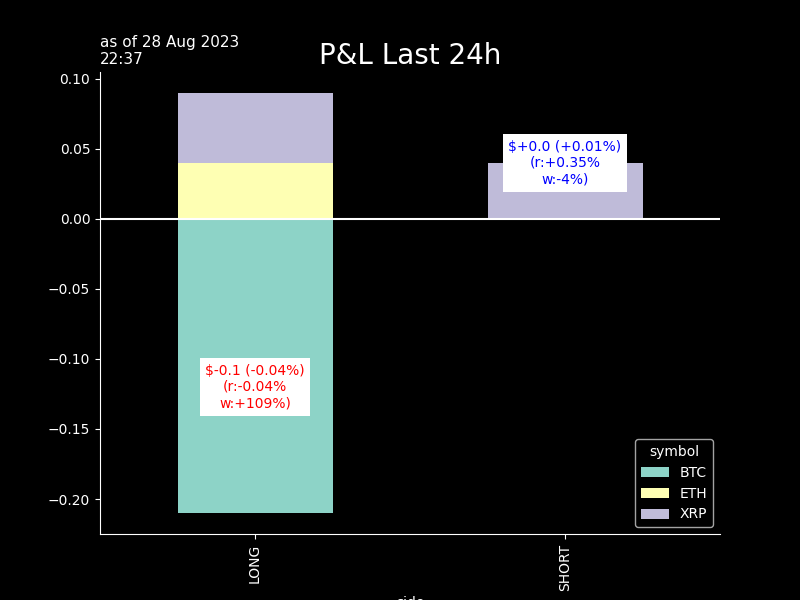 as of 28 Aug 2023
22:37
P&L Last 24h
0.10
0.05
0.00
−0.05
−0.10
−0.15
−0.20
$+0.0 (+0.01%)
(r:+0.35%
w:-4%)
$-0.1 (-0.04%)
(r:-0.04%
w:+109%)
symbol
BTC
ETH
XRP
LONG
SHORT